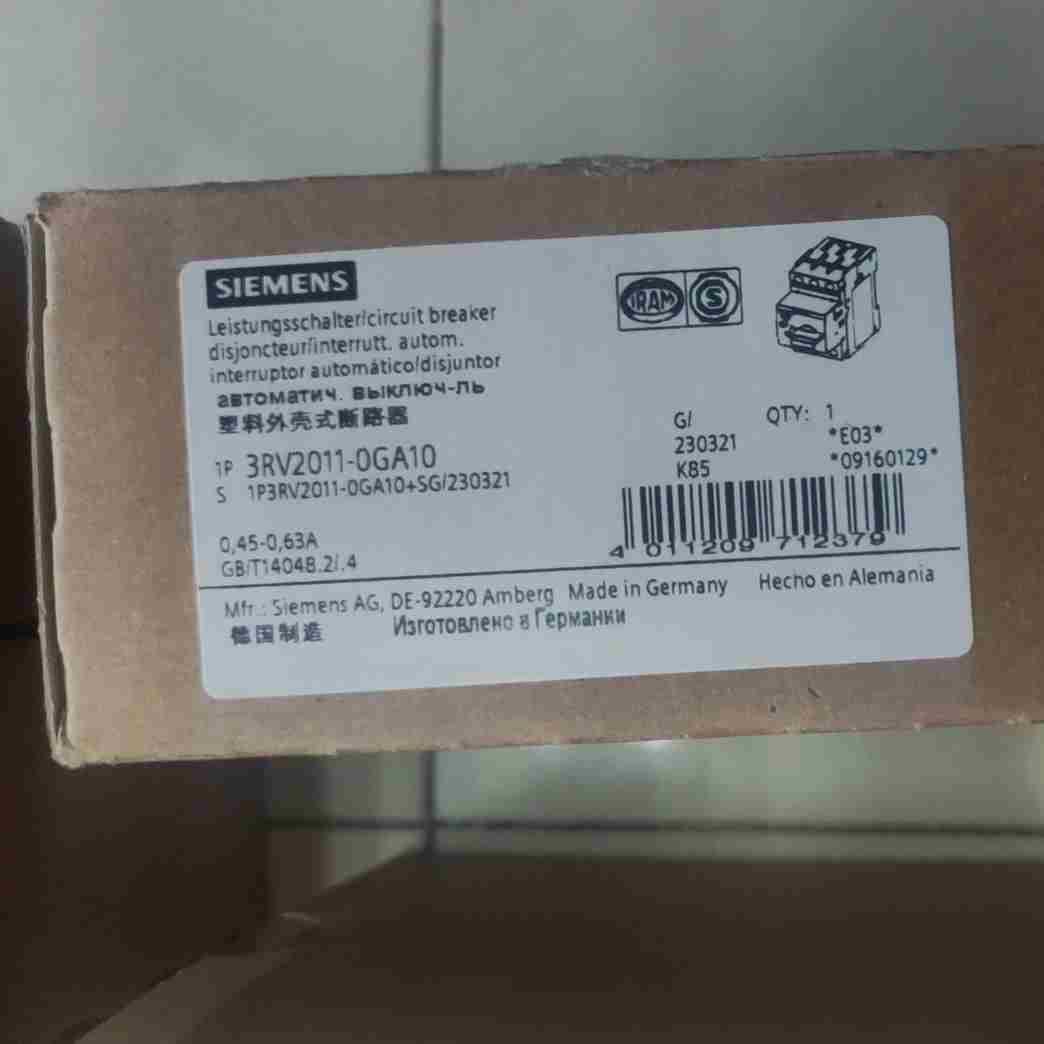 SIEMENS
Leistungsschalter/circuit breaker
disjoncteur/interrutt. autom.
interruptor automático/disjuntor
автоматич. выключ-ль
塑料外壳式断路器
1P 3RV2011-0GA10
S 1P3RV2011-0GA10+SG/230321
0,45-0,63A
GB/T14048.2/.4
IRAM S
G/
230321
K85
QTY: 1
*E03*
*09160129*
4 011209 712379
Mfr.: Siemens AG, DE-92220 Amberg Made in Germany Hecho en Alemania
德国制造 Изготовлено в Германии